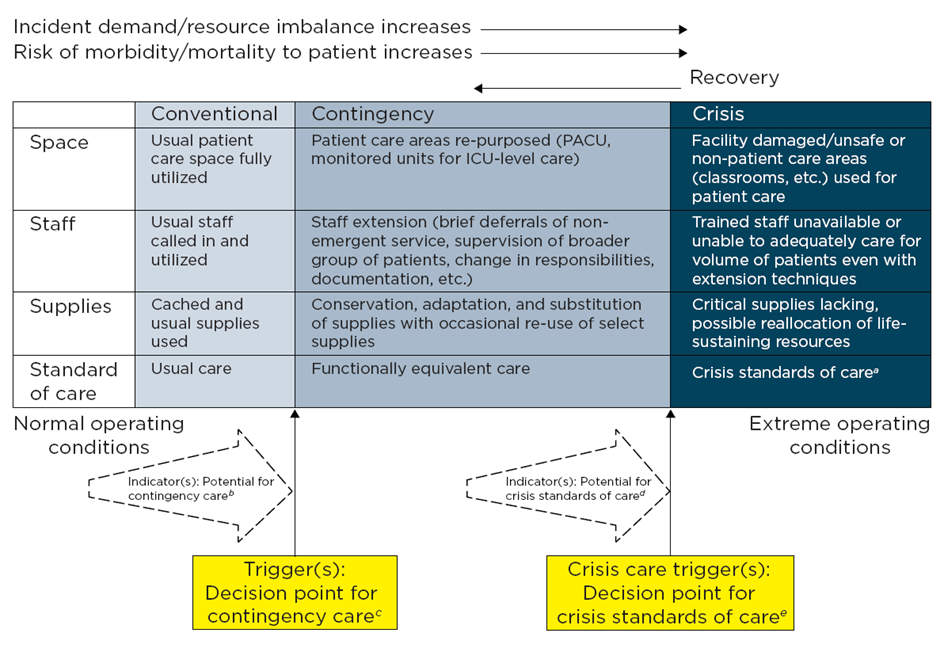 Incident demand/resource imbalance increases
Risk of morbidity/mortality to patient increases
Recovery
Conventional
Contingency
Crisis
Space
Usual patient
care space fully
utilized
Patient care areas re-purposed (PACU,
monitored units for ICU-level care)
Facility damaged/unsafe or
non-patient care areas
(classrooms, etc.) used for
patient care
Staff
Usual staff
called in and
utilized
Staff extension (brief deferrals of non-
emergent service, supervision of broader
group of patients, change in responsibilities,
documentation, etc.)
Trained staff unavailable or
unable to adequately care for
volume of patients even with
extension techniques
Supplies
Cached and
usual supplies
used
Conservation, adaptation, and substitution
of supplies with occasional re-use of select
supplies
Critical supplies lacking,
possible reallocation of life-
sustaining resources
Standard
of care
Usual care
Functionally equivalent care
Crisis standards of careᵃ
Normal operating
conditions
Extreme operating
conditions
Indicator(s): Potential for
contingency careᵇ
Indicator(s): Potential for
crisis standards of careᵈ
Trigger(s):
Decision point for
contingency careᶜ
Crisis care trigger(s):
Decision point for
crisis standards of careᵉ